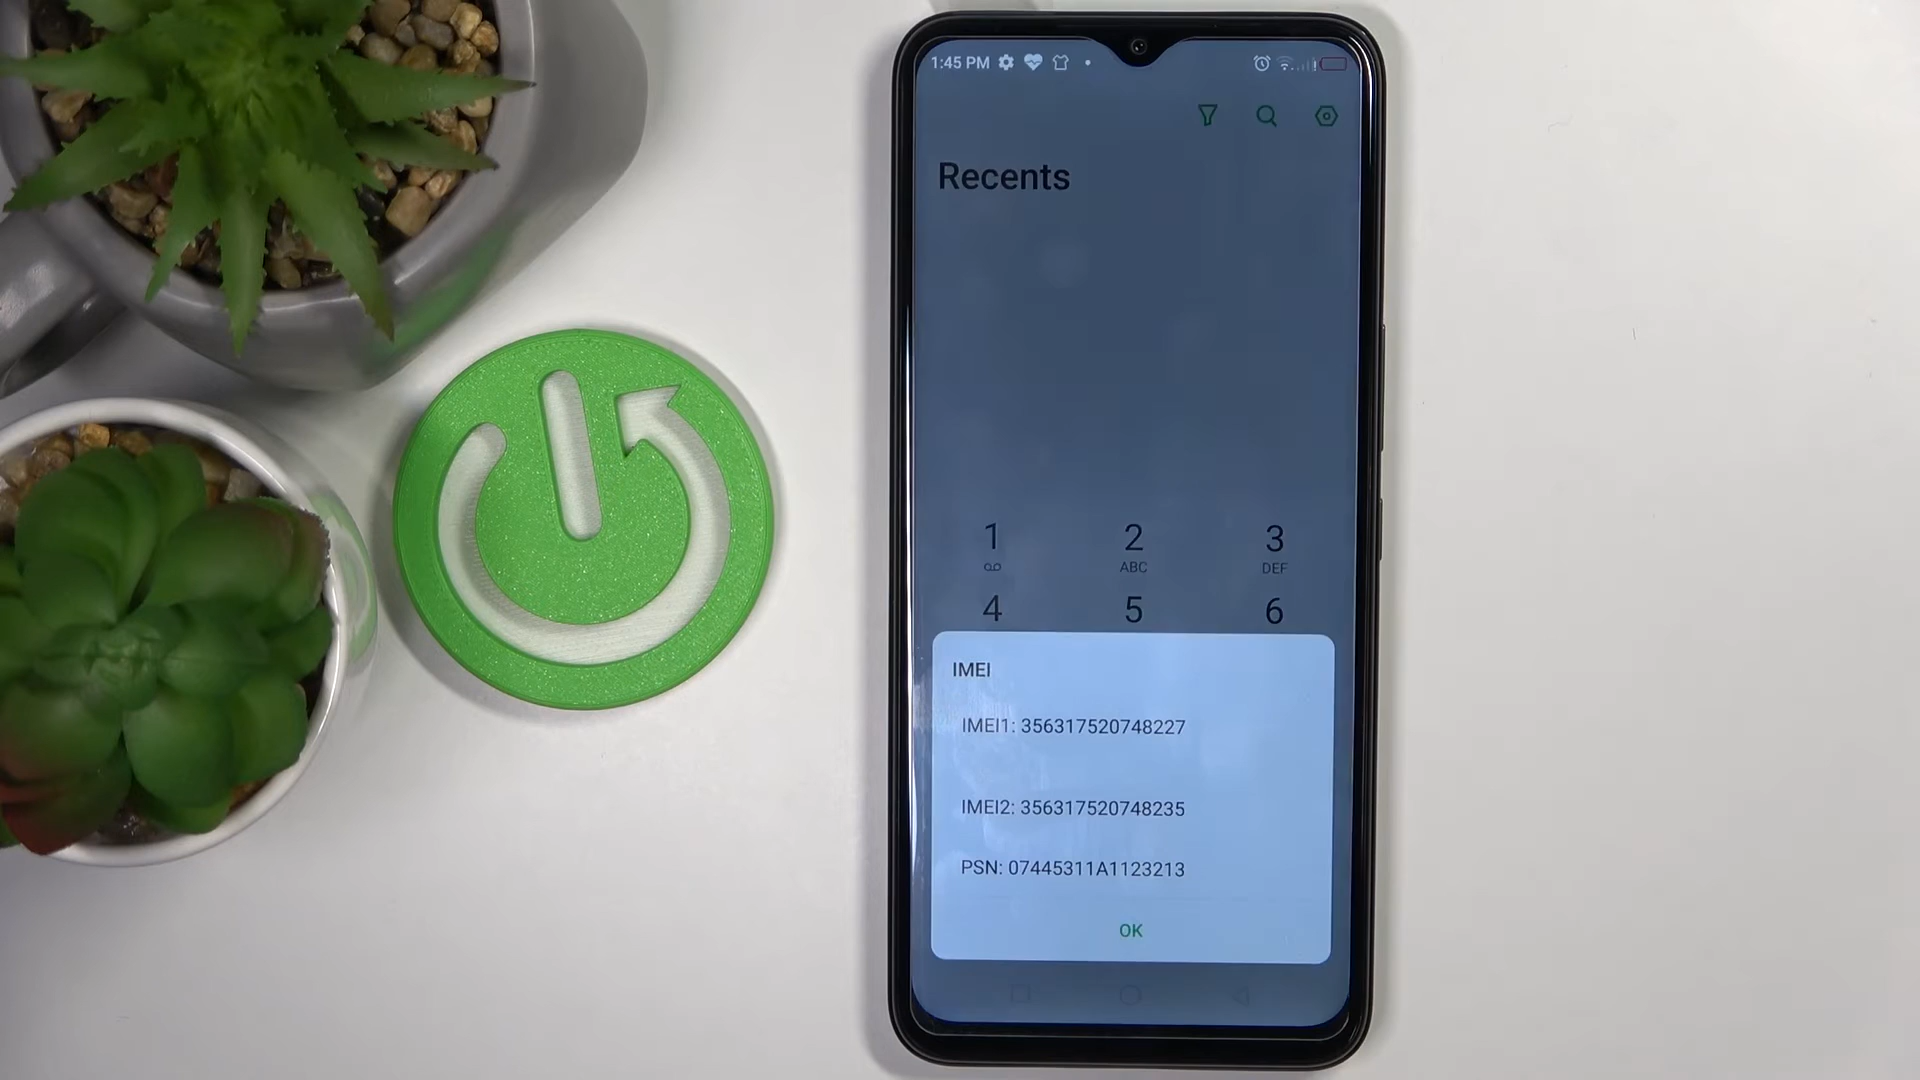 1:45 PM
Recents
1 2 3
ABC DEF
4 5 6
IMEI
IMEI1: 356317520748227
IMEI2: 356317520748235
PSN: 07445311A1123213
OK